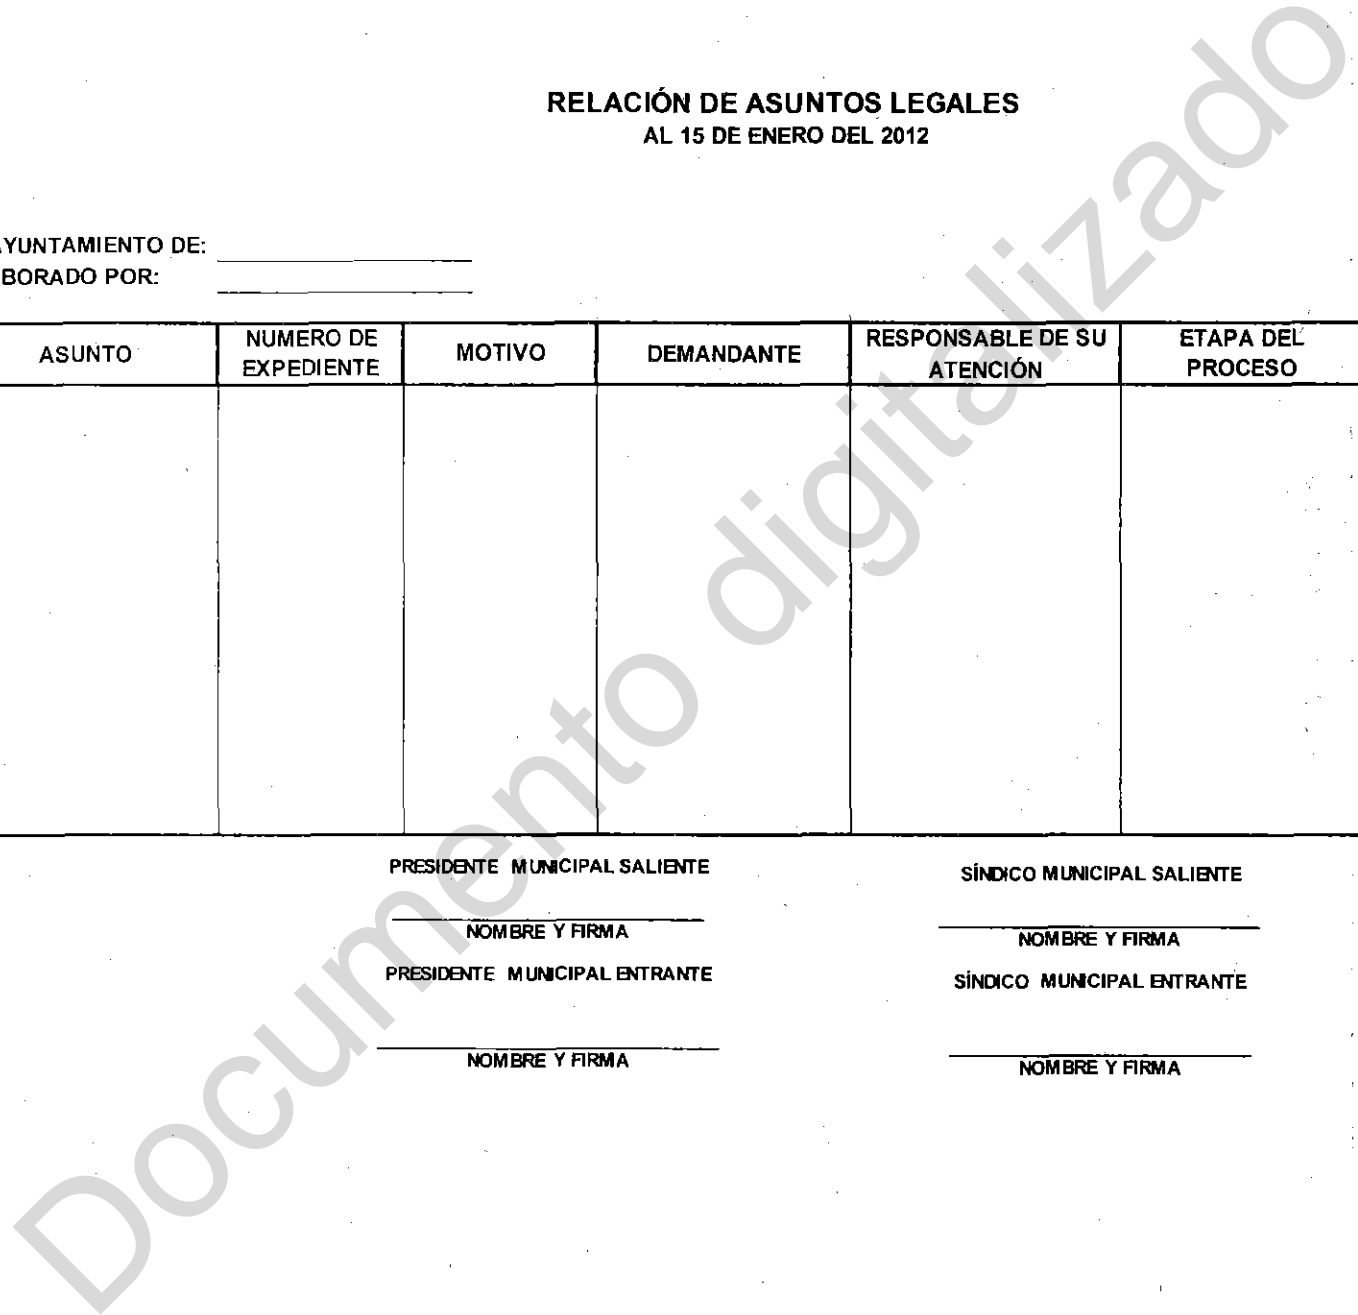 RELACIÓN DE ASUNTOS LEGALES
AL 15 DE ENERO DEL 2012
AYUNTAMIENTO DE:
BORADO POR:
ASUNTO NUMERO DE EXPEDIENTE MOTIVO DEMANDANTE RESPONSABLE DE SU ATENCIÓN ETAPA DEL PROCESO
PRESIDENTE MUNICIPAL SALIENTE SÍNDICO MUNICIPAL SALIENTE
NOMBRE Y FIRMA NOMBRE Y FIRMA
PRESIDENTE MUNICIPAL ENTRANTE SÍNDICO MUNICIPAL ENTRANTE
NOMBRE Y FIRMA NOMBRE Y FIRMA
Documento digitalizado